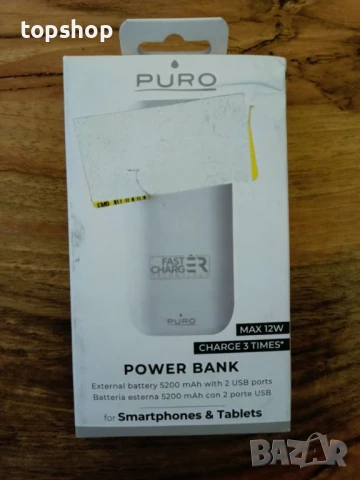 topshop
PURO
FAST
CHARGER
PURO
MAX 12W
CHARGE 3 TIMES*
POWER BANK
External battery 5200 mAh with 2 USB ports
Batteria esterna 5200 mAh con 2 porte USB
for Smartphones & Tablets
BAZAR